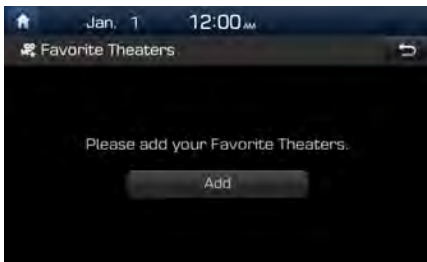 Jan. 1 12:00 AM
Favorite Theaters
Please add your Favorite Theaters.
Add